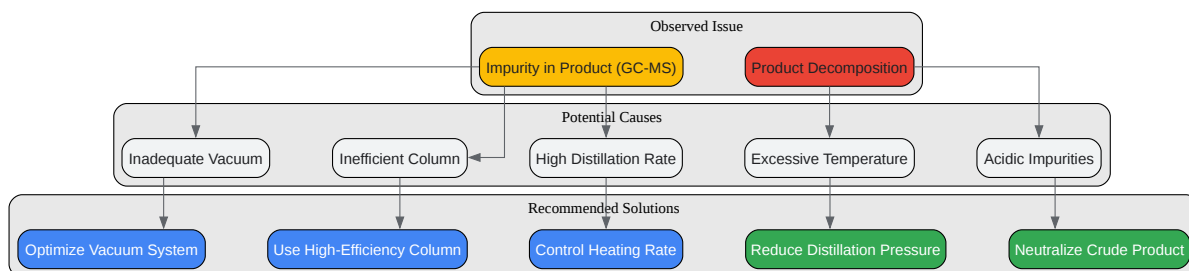 Observed Issue
Impurity in Product (GC-MS)
Product Decomposition
Potential Causes
Inadequate Vacuum
Inefficient Column
High Distillation Rate
Excessive Temperature
Acidic Impurities
Recommended Solutions
Optimize Vacuum System
Use High-Efficiency Column
Control Heating Rate
Reduce Distillation Pressure
Neutralize Crude Product